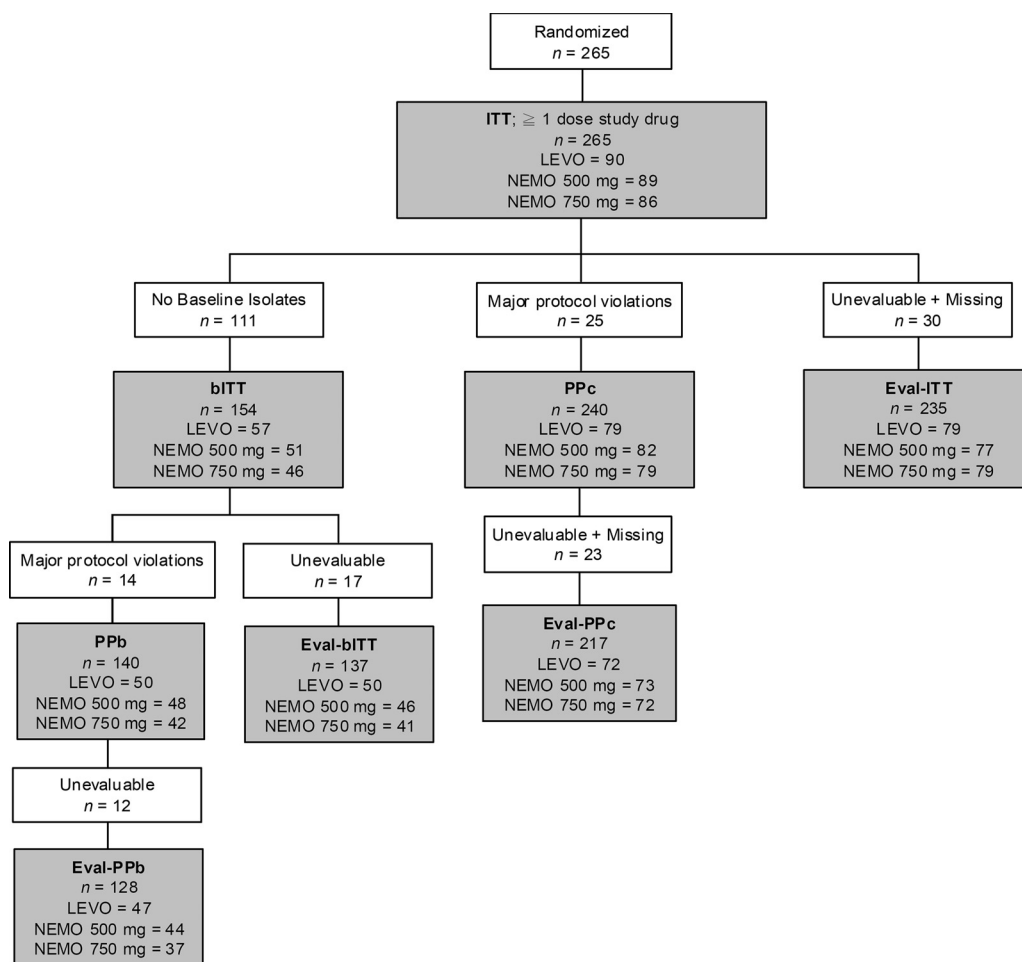 Randomized
n = 265
ITT; ≧ 1 dose study drug
n = 265
LEVO = 90
NEMO 500 mg = 89
NEMO 750 mg = 86
No Baseline Isolates
n = 111
Major protocol violations
n = 25
Unevaluable + Missing
n = 30
bITT
n = 154
LEVO = 57
NEMO 500 mg = 51
NEMO 750 mg = 46
PPc
n = 240
LEVO = 79
NEMO 500 mg = 82
NEMO 750 mg = 79
Eval-ITT
n = 235
LEVO = 79
NEMO 500 mg = 77
NEMO 750 mg = 79
Major protocol violations
n = 14
Unevaluable
n = 17
Unevaluable + Missing
n = 23
PPb
n = 140
LEVO = 50
NEMO 500 mg = 48
NEMO 750 mg = 42
Eval-bITT
n = 137
LEVO = 50
NEMO 500 mg = 46
NEMO 750 mg = 41
Eval-PPc
n = 217
LEVO = 72
NEMO 500 mg = 73
NEMO 750 mg = 72
Unevaluable
n = 12
Eval-PPb
n = 128
LEVO = 47
NEMO 500 mg = 44
NEMO 750 mg = 37